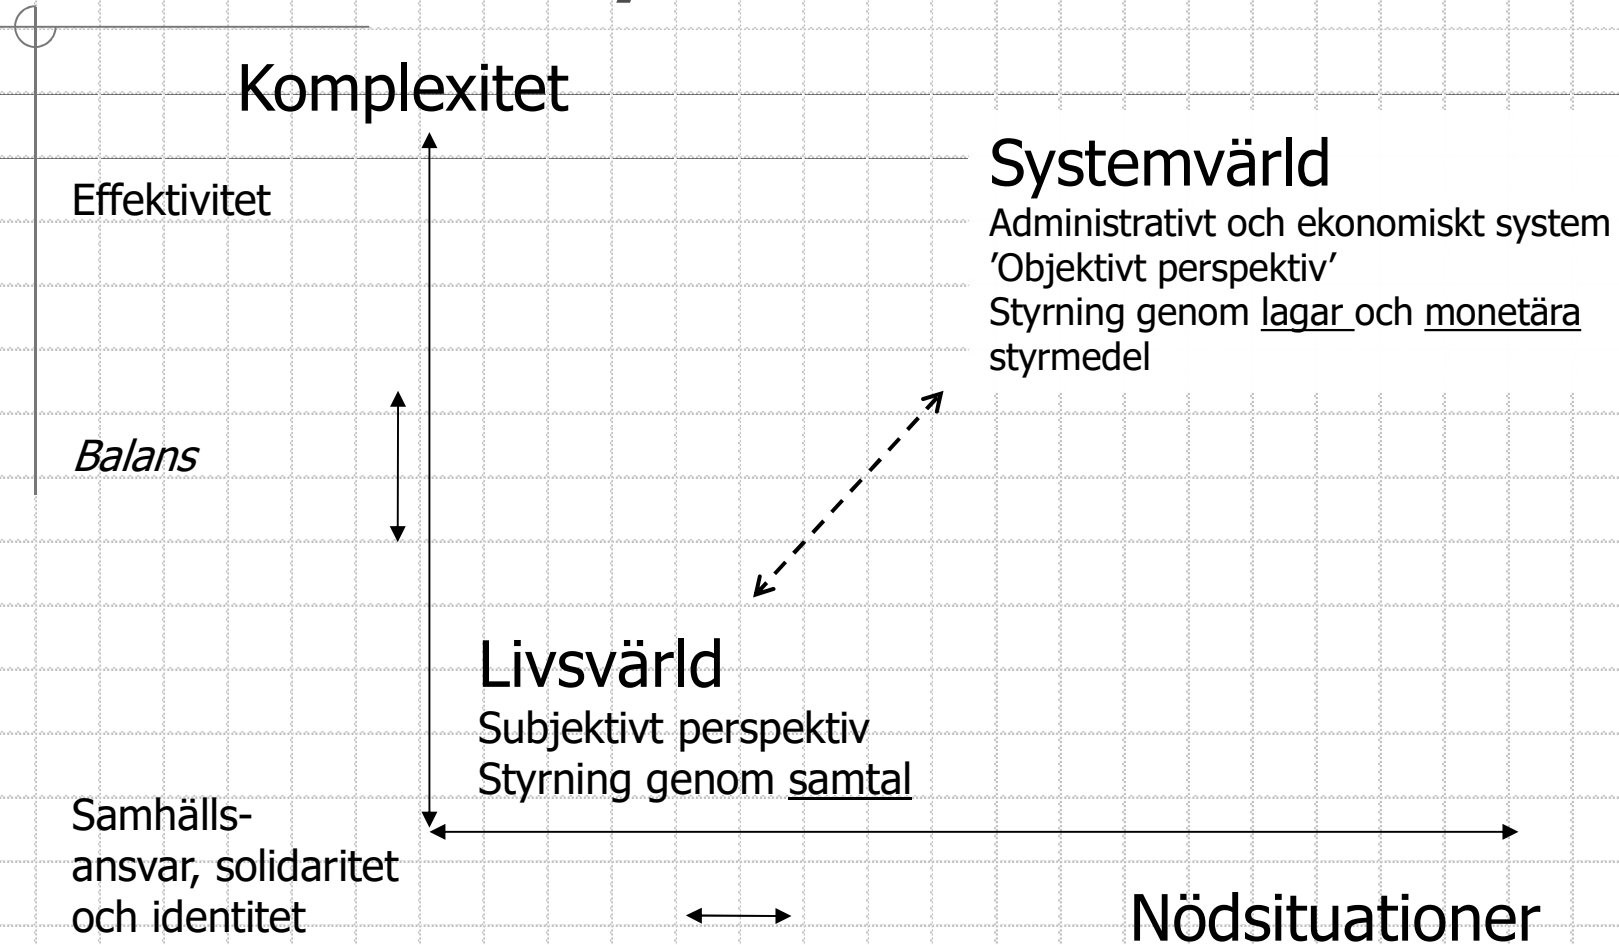 Komplexitet
Effektivitet
Systemvärld
Administrativt och ekonomiskt system
’Objektivt perspektiv’
Styrning genom lagar och monetära
styrmedel
Balans
Livsvärld
Subjektivt perspektiv
Styrning genom samtal
Samhälls-
ansvar, solidaritet
och identitet
Nödsituationer